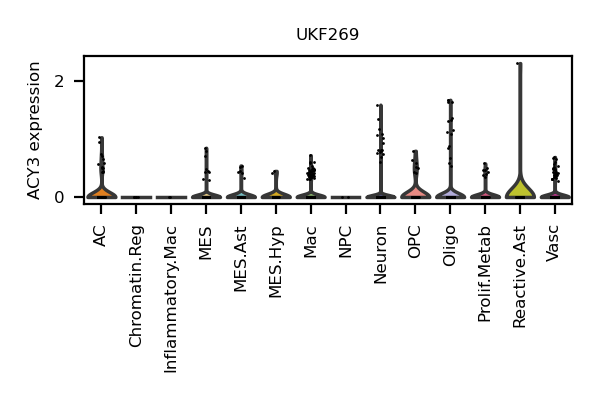 UKF269
ACY3 expression
2
0
AC
Chromatin.Reg
Inflammatory.Mac
MES
MES.Ast
MES.Hyp
Mac
NPC
Neuron
OPC
Oligo
Prolif.Metab
Reactive.Ast
Vasc